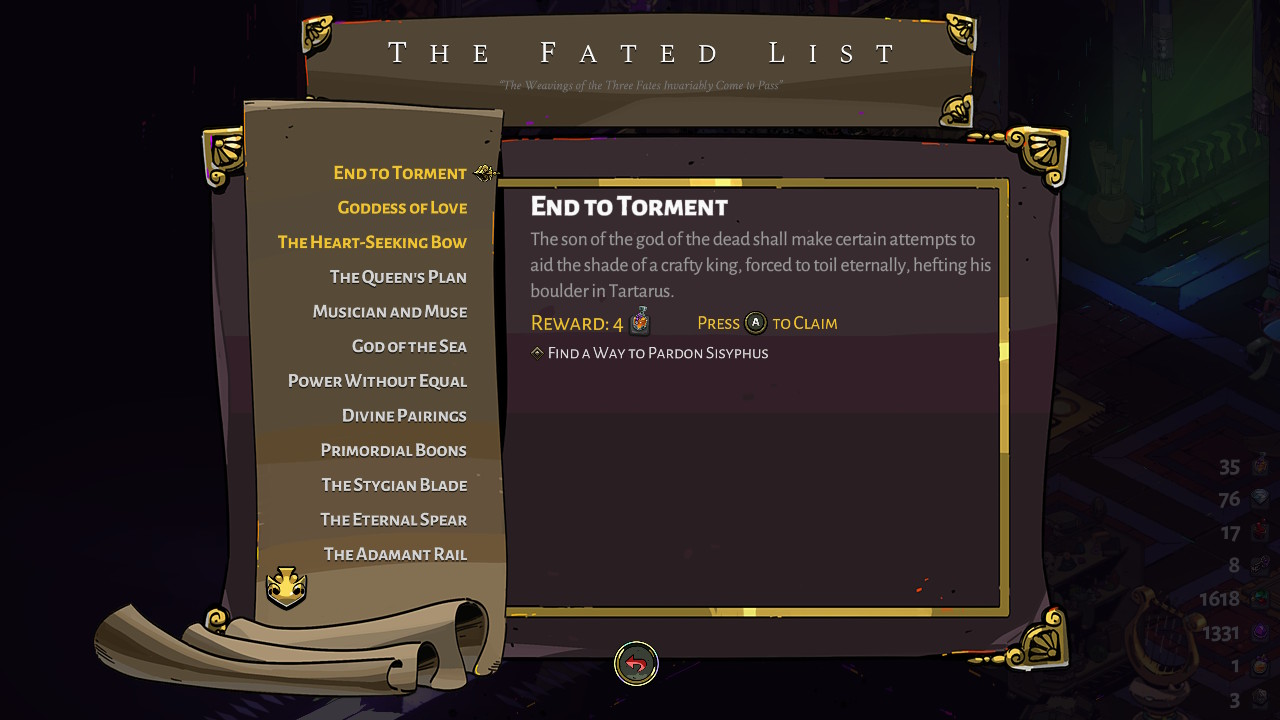 The Fated List
"The Weavings of the Three Fates Invariably Come to Pass"
End to Torment
Goddess of Love
The Heart-Seeking Bow
The Queen's Plan
Musician and Muse
God of the Sea
Power Without Equal
Divine Pairings
Primordial Boons
The Stygian Blade
The Eternal Spear
The Adamant Rail
End to Torment
The son of the god of the dead shall make certain attempts to
aid the shade of a crafty king, forced to toil eternally, hefting his
boulder in Tartarus.
Reward: 4 Press A to Claim
Find a Way to Pardon Sisyphus
35
76
17
8
1618
1331
1
3